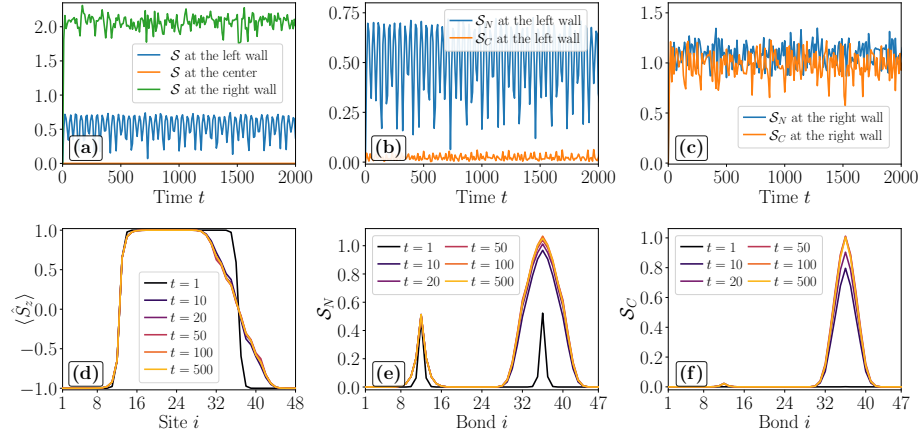 2.0
1.5
1.0
0.5
0.0
0
500
1000
1500
2000
Time t
𝒮 at the left wall
𝒮 at the center
𝒮 at the right wall
(a)
0.75
0.50
0.25
0.00
0
500
1000
1500
2000
Time t
𝒮_N at the left wall
𝒮_C at the left wall
(b)
1.5
1.0
0.5
0.0
0
500
1000
1500
2000
Time t
𝒮_N at the right wall
𝒮_C at the right wall
(c)
⟨Ŝ_z⟩
1.0
0.5
0.0
−0.5
−1.0
1
12
24
36
48
Site i
t = 1
t = 10
t = 20
t = 50
t = 100
t = 500
(d)
𝒮_N
1.0
0.8
0.6
0.4
0.2
0.0
1
8
16
24
32
40
47
Bond i
t = 1
t = 10
t = 20
t = 50
t = 100
t = 500
(e)
𝒮_C
1.0
0.8
0.6
0.4
0.2
0.0
1
8
16
24
32
40
47
Bond i
t = 1
t = 10
t = 20
t = 50
t = 100
t = 500
(f)